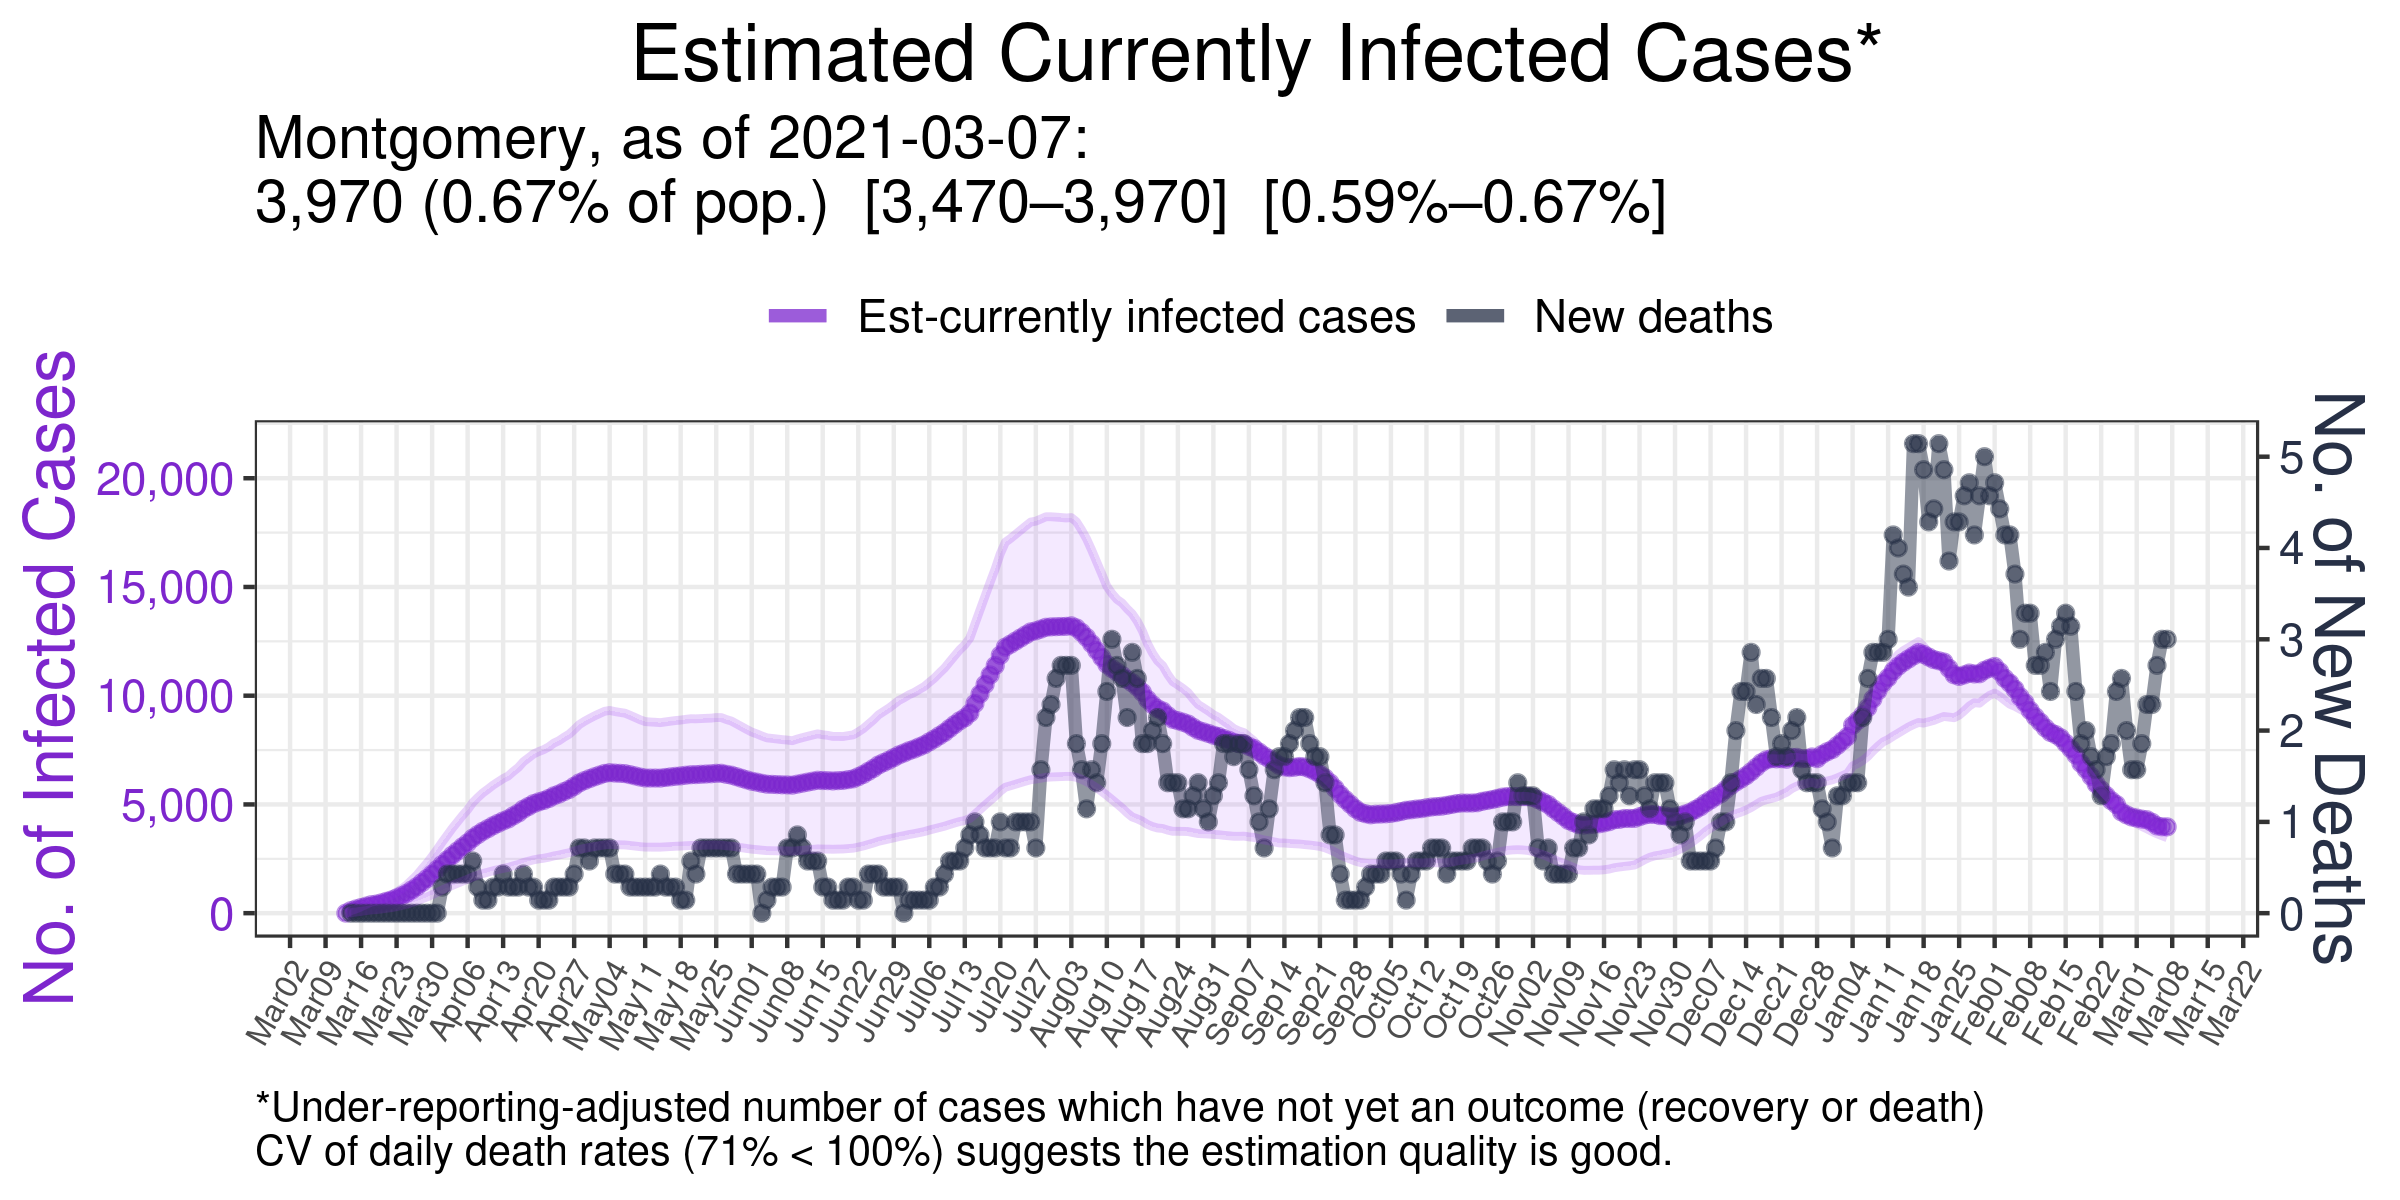 Estimated Currently Infected Cases*
Montgomery, as of 2021-03-07:
3,970 (0.67% of pop.)  [3,470–3,970]  [0.59%–0.67%]
Est-currently infected cases
New deaths
No. of Infected Cases
20,000
15,000
10,000
5,000
0
No. of New Deaths
5
4
3
2
1
0
Mar02
Mar09
Mar16
Mar23
Mar30
Apr06
Apr13
Apr20
Apr27
May04
May11
May18
May25
Jun01
Jun08
Jun15
Jun22
Jun29
Jul06
Jul13
Jul20
Jul27
Aug03
Aug10
Aug17
Aug24
Aug31
Sep07
Sep14
Sep21
Sep28
Oct05
Oct12
Oct19
Oct26
Nov02
Nov09
Nov16
Nov23
Nov30
Dec07
Dec14
Dec21
Dec28
Jan04
Jan11
Jan18
Jan25
Feb01
Feb08
Feb15
Feb22
Mar01
Mar08
Mar15
Mar22
*Under-reporting-adjusted number of cases which have not yet an outcome (recovery or death)
CV of daily death rates (71% < 100%) suggests the estimation quality is good.